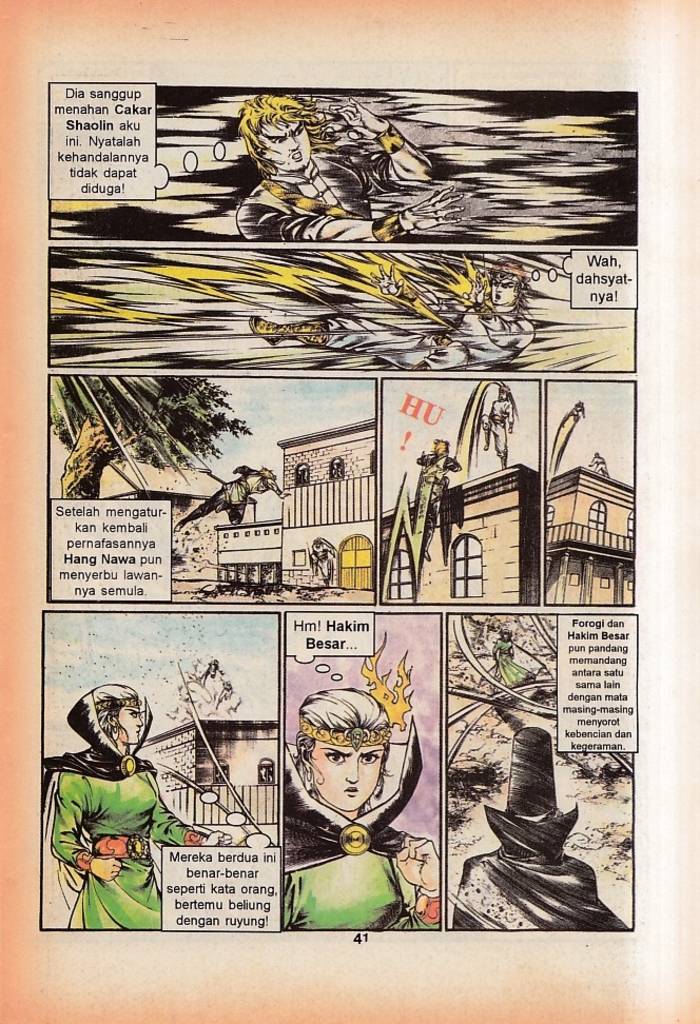 Dia sanggup
menahan Cakar
Shaolin aku
ini. Nyatalah
kehandalannya
tidak dapat
diduga!
Wah,
dahsyat-
nya!
Setelah mengatur-
kan kembali
pernafasannya
Hang Nawa pun
menyerbu lawan-
nya semula.
HU
!
Mereka berdua ini
benar-benar
seperti kata orang,
bertemu beliung
dengan ruyung!
Hm! Hakim
Besar...
Forogi dan
Hakim Besar
pun pandang
memandang
antara satu
sama lain
dengan mata
masing-masing
menyorot
kebencian dan
kegeraman.
41